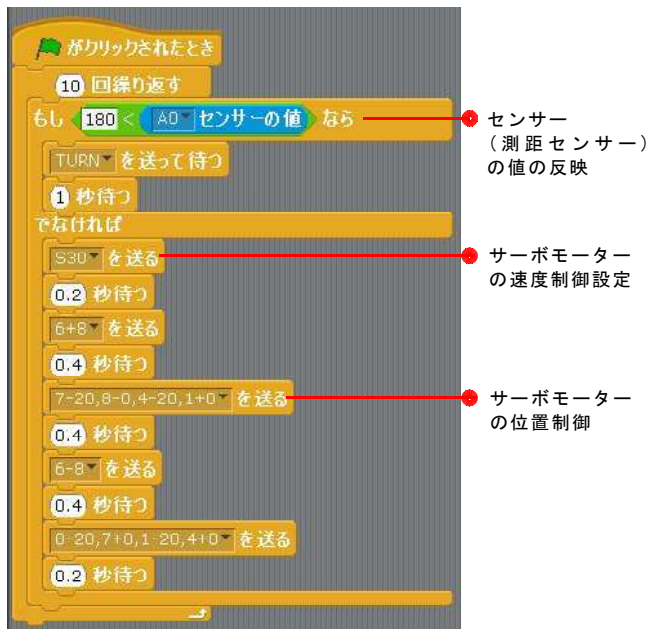 がクリックされたとき
10 回繰り返す
もし 180 < A0 センサーの値 なら
TURN を送って待つ
1 秒待つ
でなければ
S30 を送る
0.2 秒待つ
6+8 を送る
0.4 秒待つ
7-20,8-0,4-20,1+0 を送る
0.4 秒待つ
6-8 を送る
0.4 秒待つ
0-20,7+0,1-20,4+0 を送る
0.2 秒待つ
センサー
(測距センサー)
の値の反映
サーボモーター
の速度制御設定
サーボモーター
の位置制御